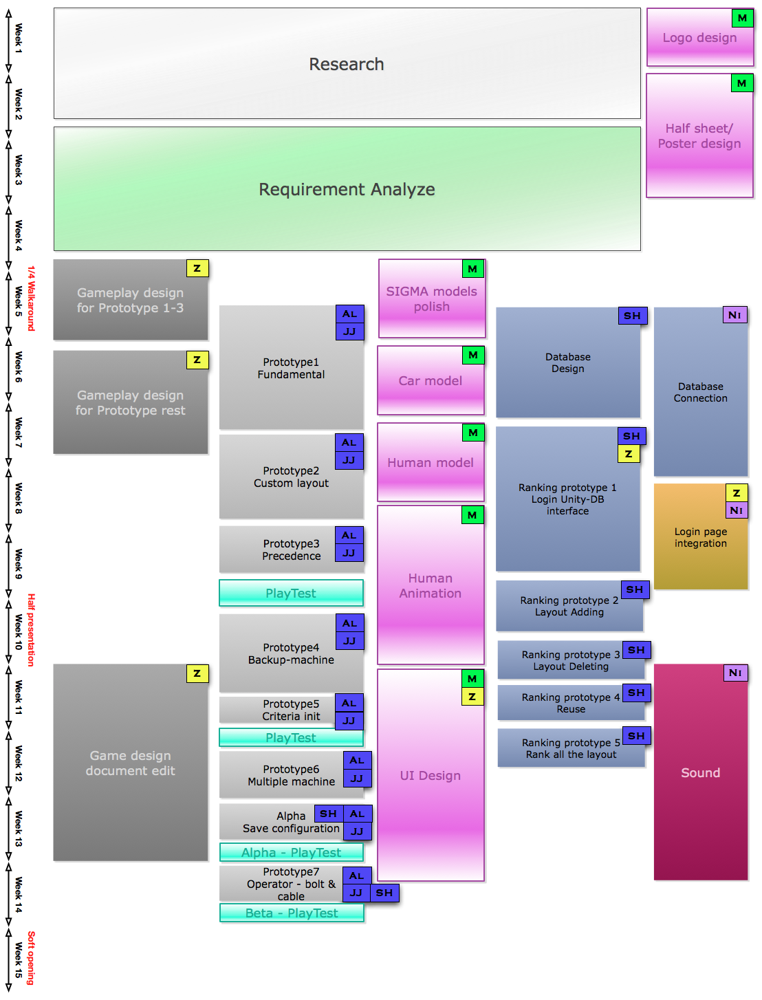 Week 1
Week 2
Week 3
Week 4
1/4 Walkaround
Week 5
Week 6
Week 7
Week 8
Week 9
Half presentation
Week 10
Week 11
Week 12
Week 13
Week 14
Soft opening
Week 15
Research
Requirement Analyze
M
Logo design
M
Half sheet/
Poster design
Z
Gameplay design
for Prototype 1-3
Z
Gameplay design
for Prototype rest
Z
Game design
document edit
AL
JJ
Prototype1
Fundamental
AL
JJ
Prototype2
Custom layout
AL
JJ
Prototype3
Precedence
PlayTest
AL
JJ
Prototype4
Backup-machine
AL
JJ
Prototype5
Criteria init
PlayTest
AL
JJ
Prototype6
Multiple machine
SH AL
JJ
Alpha
Save configuration
Alpha - PlayTest
AL
JJ SH
Prototype7
Operator - bolt &
cable
Beta - PlayTest
M
SIGMA models
polish
M
Car model
M
Human model
M
Human
Animation
M
Z
UI Design
SH
Database
Design
SH
Z
Ranking prototype 1
Login Unity-DB
interface
SH
Ranking prototype 2
Layout Adding
SH
Ranking prototype 3
Layout Deleting
SH
Ranking prototype 4
Reuse
SH
Ranking prototype 5
Rank all the layout
NI
Database
Connection
Z
NI
Login page
integration
NI
Sound